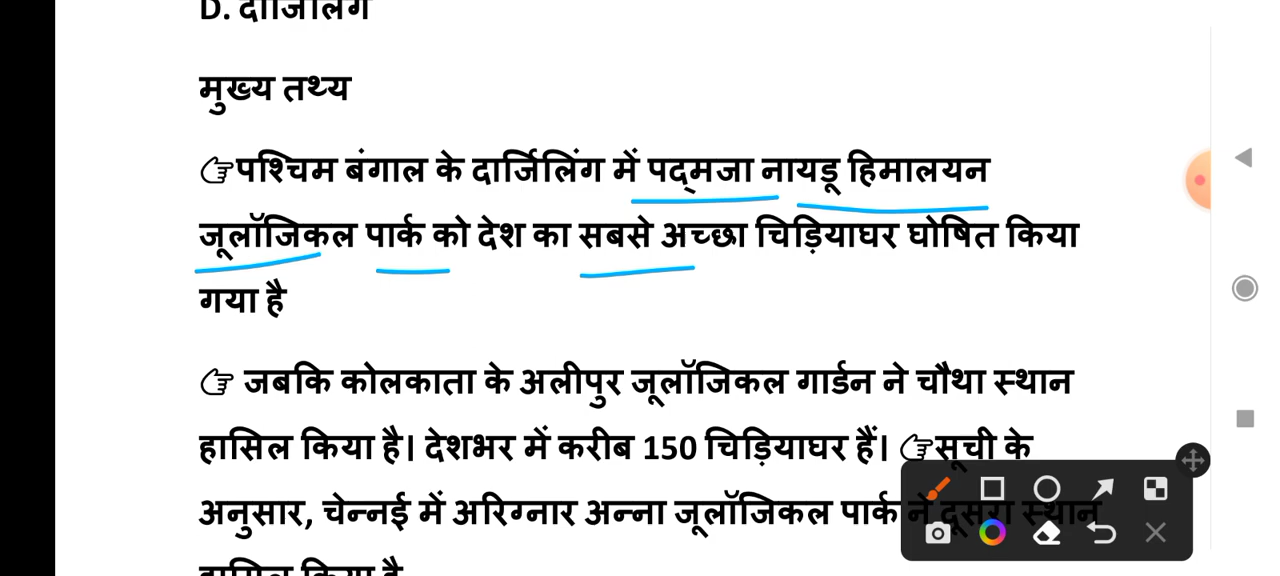 D. दार्जिलिंग
मुख्य तथ्य
👉पश्चिम बंगाल के दार्जिलिंग में पद्मजा नायडू हिमालयन
जूलॉजिकल पार्क को देश का सबसे अच्छा चिड़ियाघर घोषित किया
गया है
👉 जबकि कोलकाता के अलीपुर जूलॉजिकल गार्डन ने चौथा स्थान
हासिल किया है। देशभर में करीब 150 चिड़ियाघर हैं। 👉सूची के
अनुसार, चेन्नई में अरिग्नार अन्ना जूलॉजिकल पार्क ने दूसरा स्थान
हासिल किया है